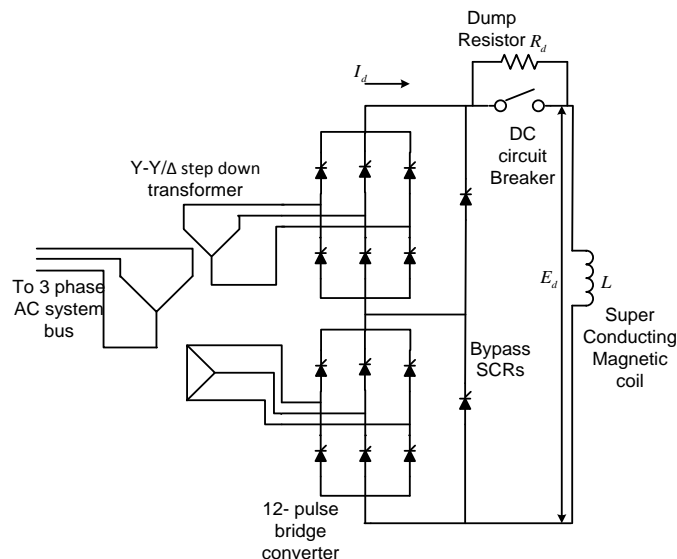 Dump
Resistor R_d
I_d
DC
circuit
Breaker
Y-Y/Δ step down
transformer
To 3 phase
AC system
bus
E_d
L
Super
Conducting
Magnetic
coil
Bypass
SCRs
12- pulse
bridge
converter